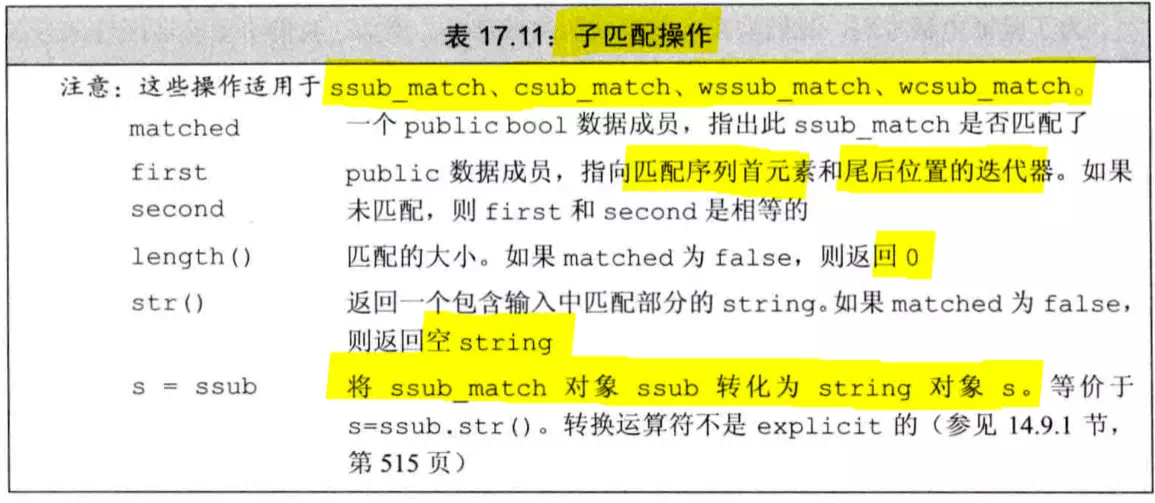 表 17.11：子匹配操作
注意：这些操作适用于 ssub_match、csub_match、wssub_match、wcsub_match。
matched 一个 public bool 数据成员，指出此 ssub_match 是否匹配了
first public 数据成员，指向匹配序列首元素和尾后位置的迭代器。如果
second 未匹配，则 first 和 second 是相等的
length() 匹配的大小。如果 matched 为 false，则返回 0
str() 返回一个包含输入中匹配部分的 string。如果 matched 为 false，
则返回空 string
s = ssub 将 ssub_match 对象 ssub 转化为 string 对象 s。等价于
s=ssub.str()。转换运算符不是 explicit 的（参见 14.9.1 节，
第 515 页）